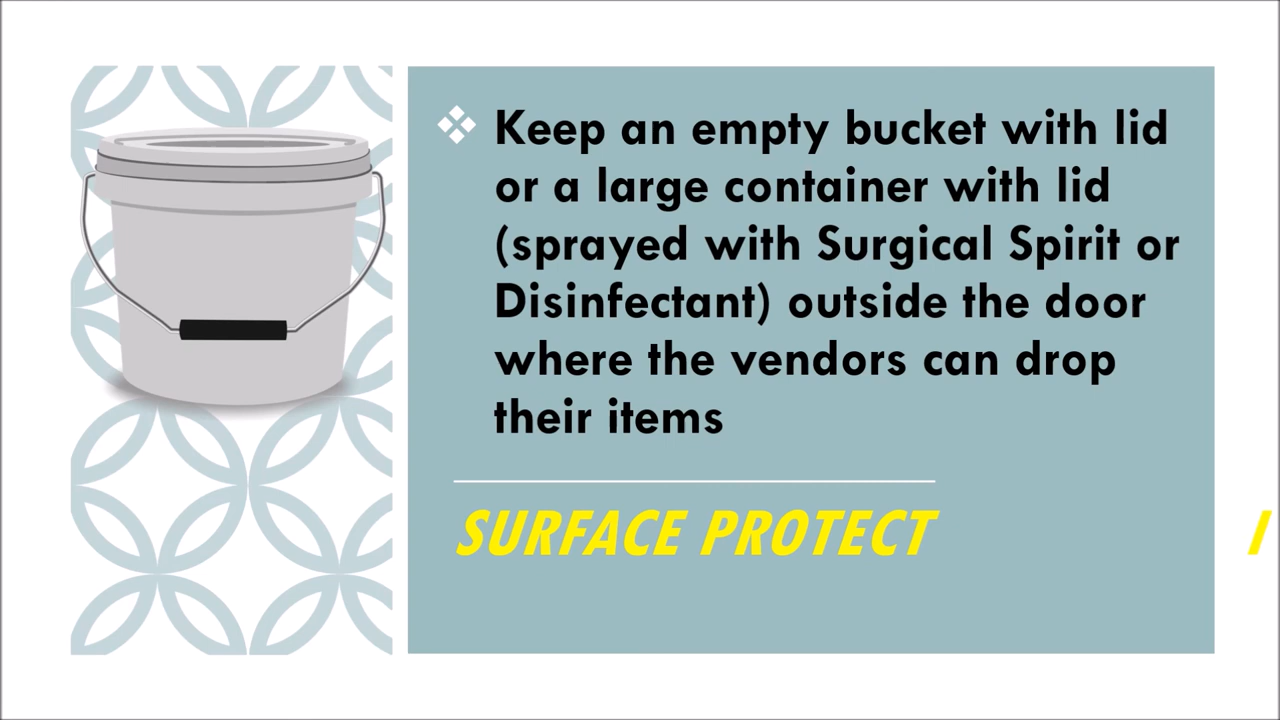 Keep an empty bucket with lid
or a large container with lid
(sprayed with Surgical Spirit or
Disinfectant) outside the door
where the vendors can drop
their items
SURFACE PROTECT I